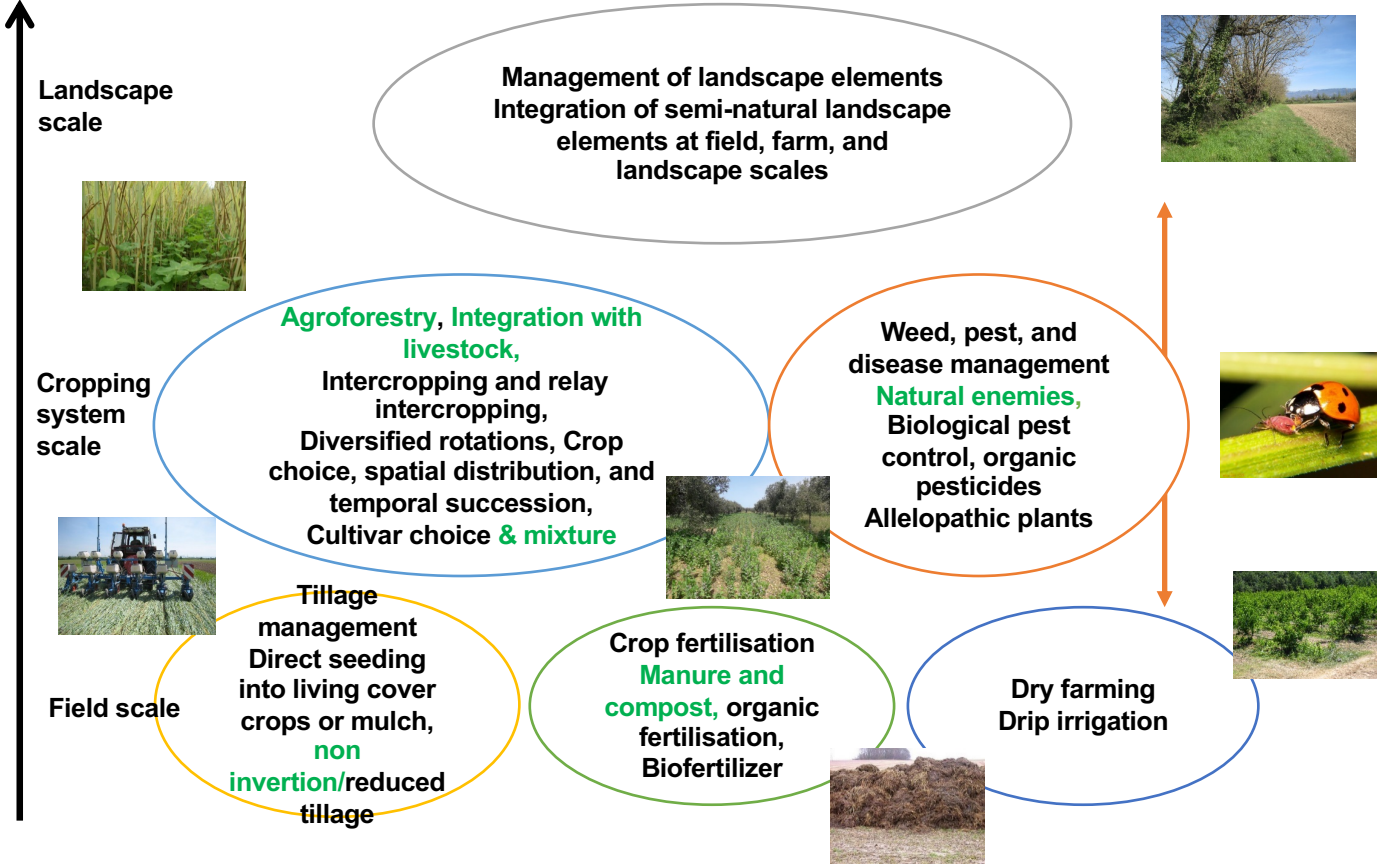 Landscape
scale
Management of landscape elements
Integration of semi-natural landscape
elements at field, farm, and
landscape scales
Cropping
system
scale
Agroforestry, Integration with
livestock,
Intercropping and relay
intercropping,
Diversified rotations, Crop
choice, spatial distribution, and
temporal succession,
Cultivar choice & mixture
Weed, pest, and
disease management
Natural enemies,
Biological pest
control, organic
pesticides
Allelopathic plants
Field scale
Tillage
management
Direct seeding
into living cover
crops or mulch,
non
invertion/reduced
tillage
Crop fertilisation
Manure and
compost, organic
fertilisation,
Biofertilizer
Dry farming
Drip irrigation